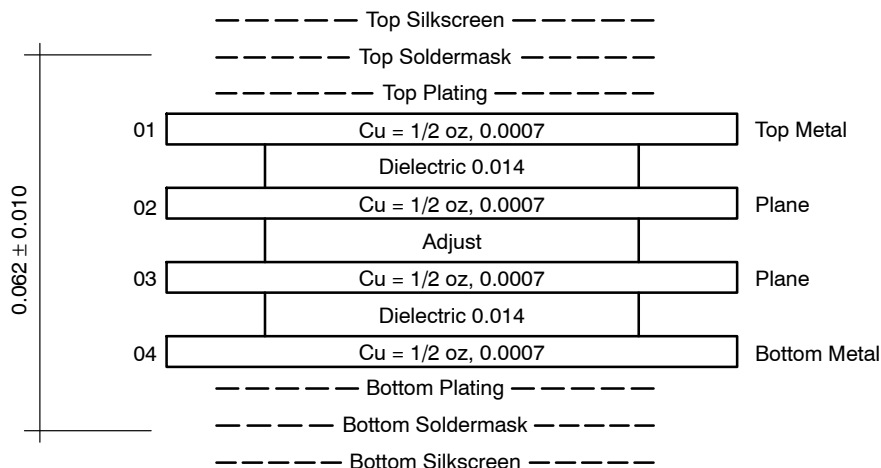 Top Silkscreen
Top Soldermask
Top Plating
01 Cu = 1/2 oz, 0.0007 Top Metal
Dielectric 0.014
02 Cu = 1/2 oz, 0.0007 Plane
Adjust
0.062 ± 0.010
03 Cu = 1/2 oz, 0.0007 Plane
Dielectric 0.014
04 Cu = 1/2 oz, 0.0007 Bottom Metal
Bottom Plating
Bottom Soldermask
Bottom Silkscreen